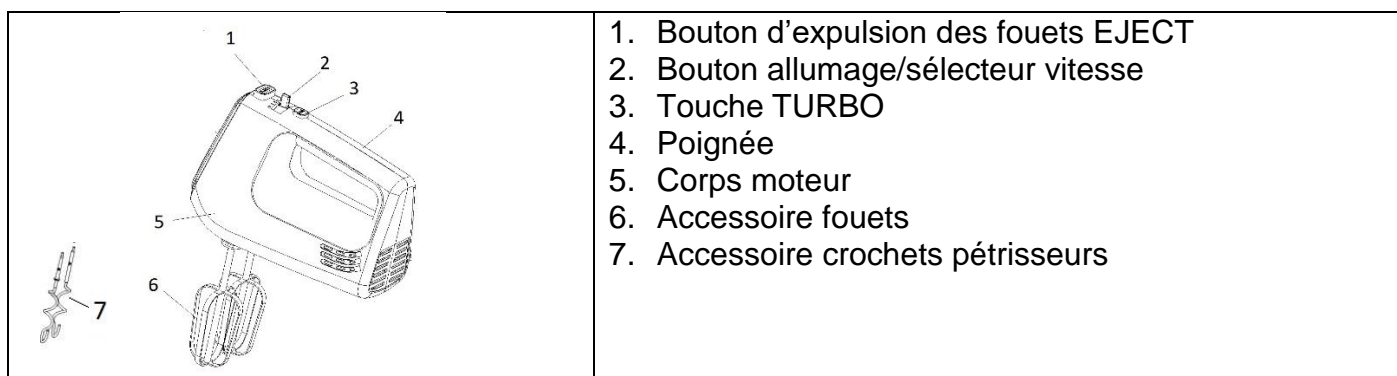 1
2
3
4
5
6
7
1. Bouton d’expulsion des fouets EJECT
2. Bouton allumage/sélecteur vitesse
3. Touche TURBO
4. Poignée
5. Corps moteur
6. Accessoire fouets
7. Accessoire crochets pétrisseurs